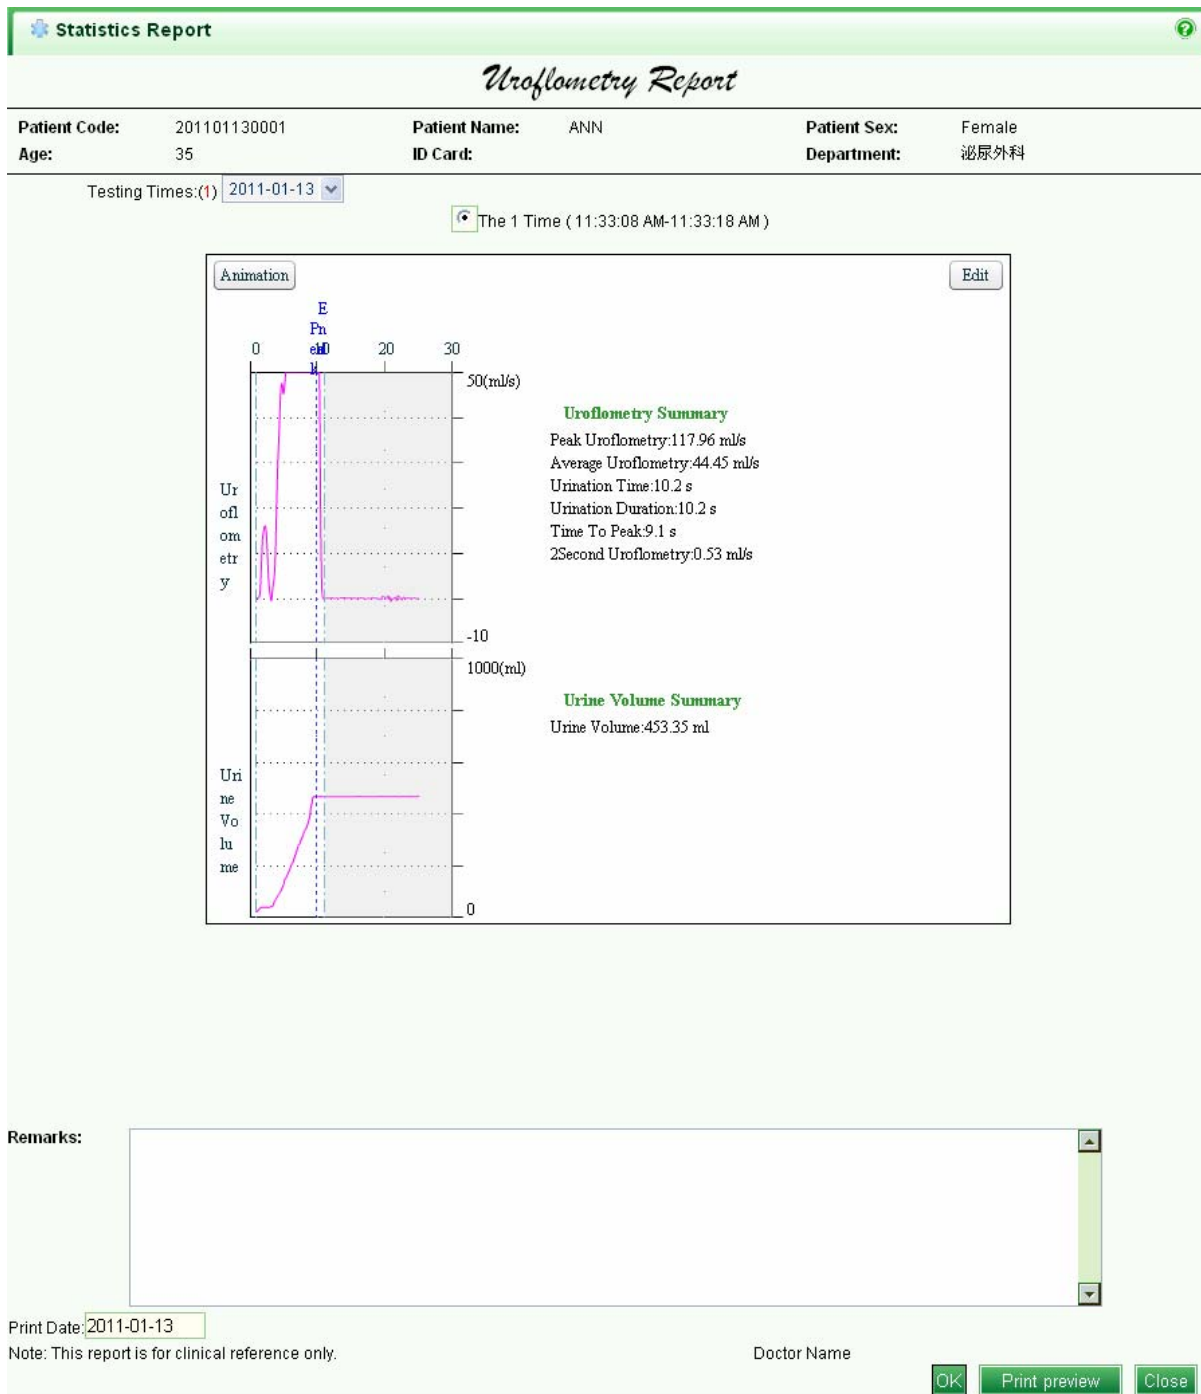 Statistics Report
Uroflometry Report
Patient Code: 201101130001 Patient Name: ANN Patient Sex: Female
Age: 35 ID Card: Department: 泌尿外科
Testing Times:(1) 2011-01-13
The 1 Time ( 11:33:08 AM-11:33:18 AM )
Animation Edit
E
Pn
0 10 20 30
k
50(ml/s)
Uroflometry Summary
Peak Uroflometry:117.96 ml/s
Average Uroflometry:44.45 ml/s
Urination Time:10.2 s
Urination Duration:10.2 s
Time To Peak:9.1 s
2Second Uroflometry:0.53 ml/s
Ur
ofl
om
etr
y
-10
1000(ml)
Urine Volume Summary
Urine Volume:453.35 ml
Uri
ne
Vo
lu
me
0
Remarks:
Print Date: 2011-01-13
Note: This report is for clinical reference only. Doctor Name
OK Print preview Close